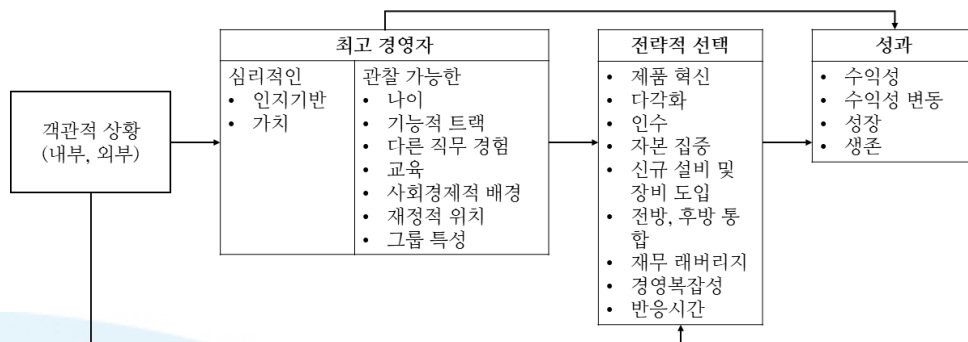 객관적 상황
(내부, 외부)
최고 경영자
심리적인
• 인지기반
• 가치
관찰 가능한
• 나이
• 기능적 트랙
• 다른 직무 경험
• 교육
• 사회경제적 배경
• 재정적 위치
• 그룹 특성
전략적 선택
• 제품 혁신
• 다각화
• 인수
• 자본 집중
• 신규 설비 및
장비 도입
• 전방, 후방 통
합
• 재무 래버리지
• 경영복잡성
• 반응시간
성과
• 수익성
• 수익성 변동
• 성장
• 생존